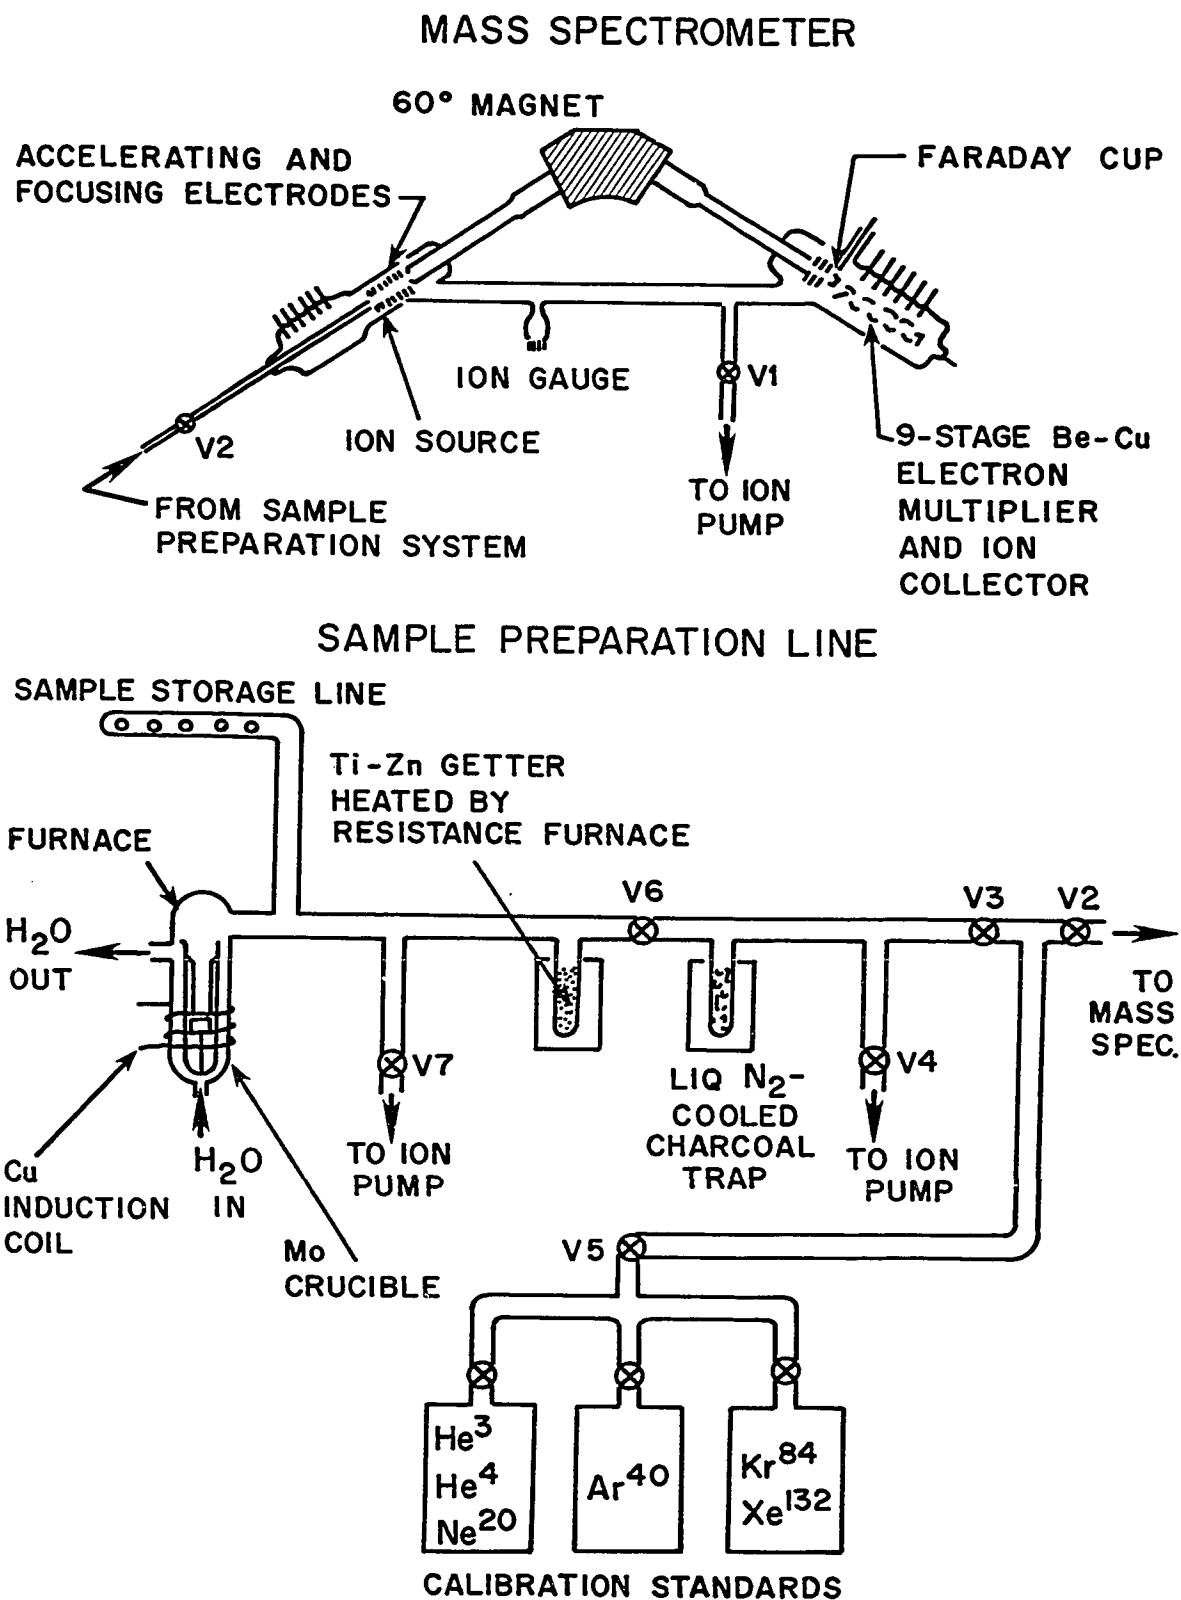 MASS SPECTROMETER
60° MAGNET
ACCELERATING AND
FOCUSING ELECTRODES
FARADAY CUP
ION GAUGE
V1
V2
ION SOURCE
TO ION
PUMP
9-STAGE Be-Cu
ELECTRON
MULTIPLIER
AND ION
COLLECTOR
FROM SAMPLE
PREPARATION SYSTEM
SAMPLE PREPARATION LINE
SAMPLE STORAGE LINE
Ti-Zn GETTER
HEATED BY
RESISTANCE FURNACE
FURNACE
V6
V3
V2
H₂O
OUT
TO
MASS
SPEC.
V7
V4
LIQ N₂-
COOLED
CHARCOAL
TRAP
TO ION
PUMP
TO ION
PUMP
H₂O
IN
Cu
INDUCTION
COIL
Mo
CRUCIBLE
V5
He³
He⁴
Ne²⁰
Ar⁴⁰
Kr⁸⁴
Xe¹³²
CALIBRATION STANDARDS